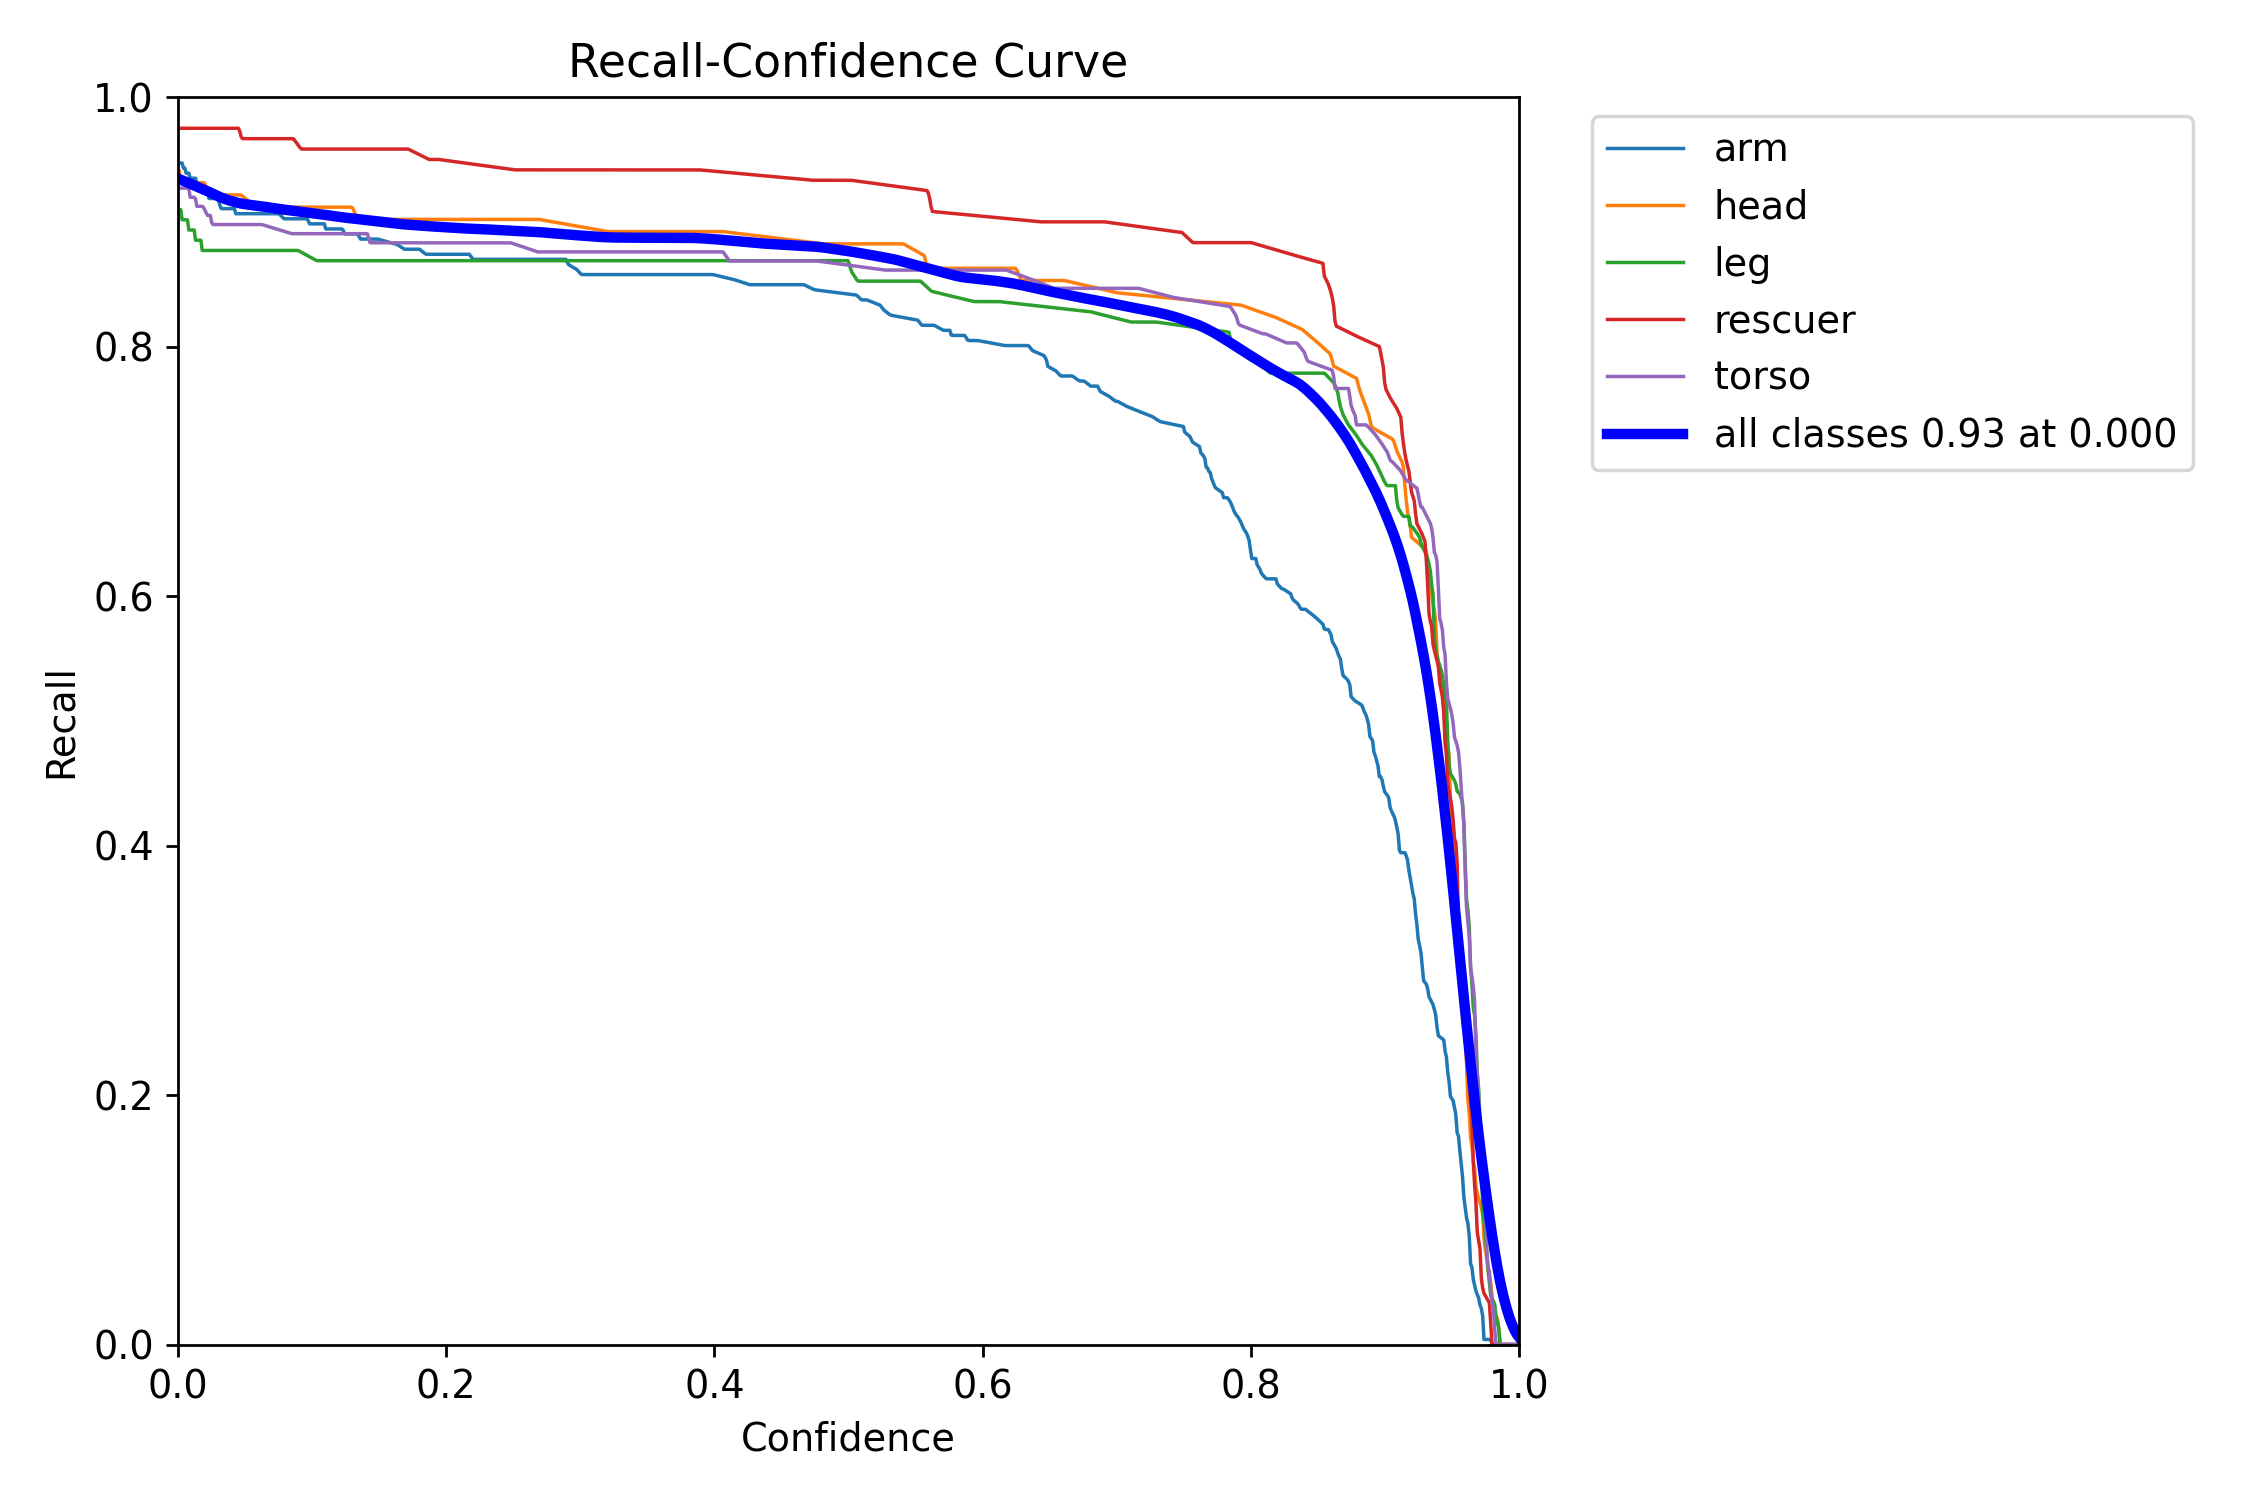 Recall-Confidence Curve
1.0
0.8
0.6
0.4
0.2
0.0
Recall
0.0 0.2 0.4 0.6 0.8 1.0
Confidence
arm
head
leg
rescuer
torso
all classes 0.93 at 0.000